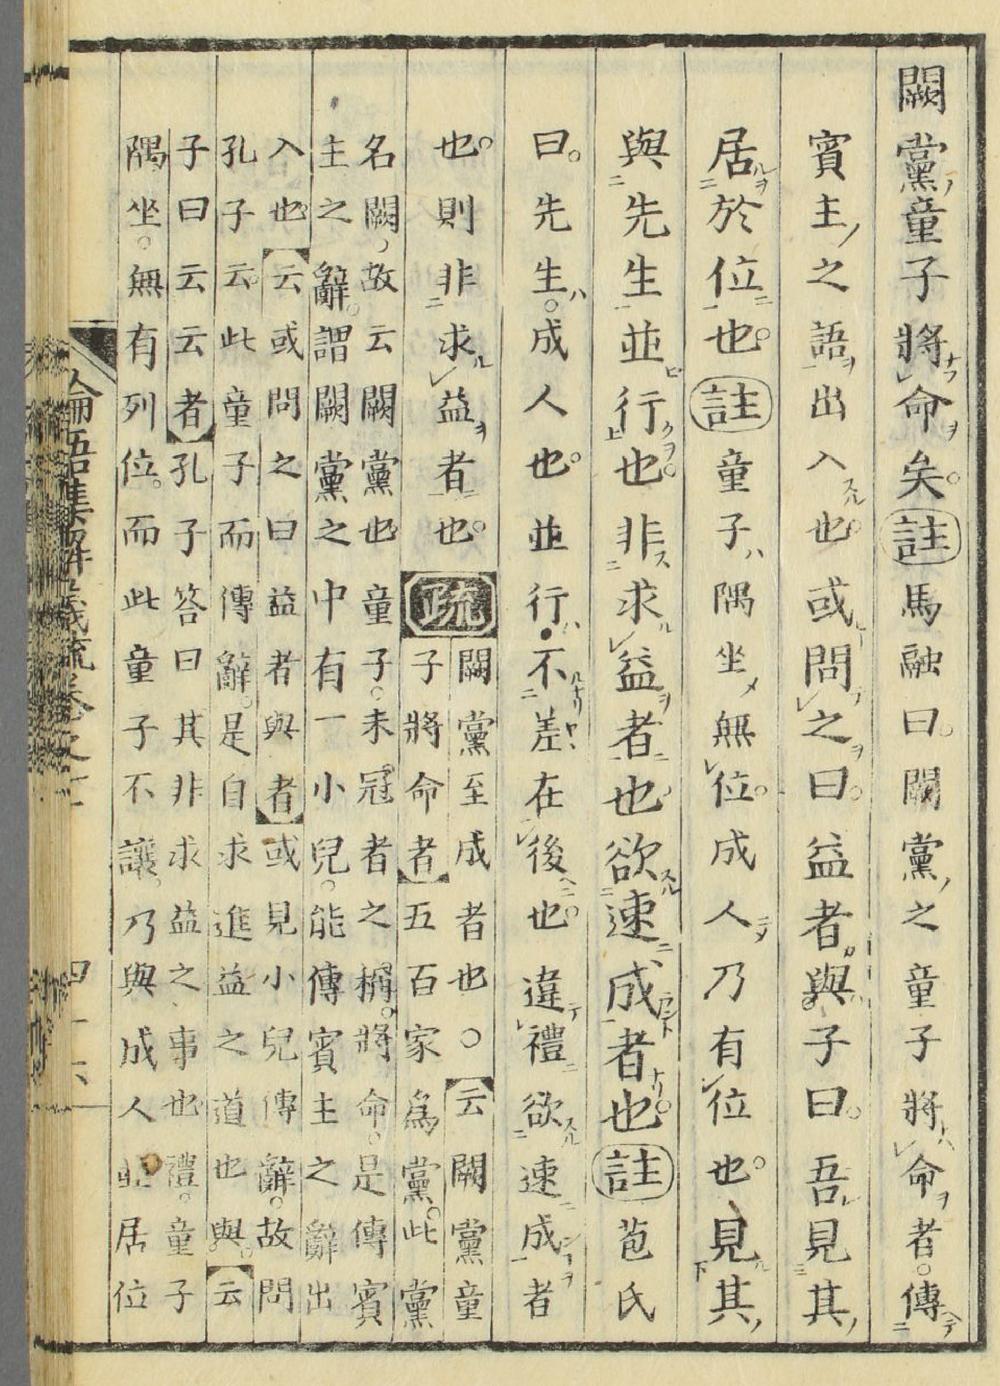 闕黨童子將命矣註馬融曰闕黨之童子將命者傳
賓主之語出入也或問之曰益者與子曰吾見其
居於位也註童子隅坐無位成人乃有位也見其
與先生並行也非求益者也欲速成者也註苞氏
曰先生成人也並行不差在後也違禮欲速成者
也則非求益者也疏
闕黨至成者也○云闕黨童
子將命者五百家爲黨此黨
名闕故云闕黨也童子未冠者之稱將命是傳賓
主之辭謂闕黨之中有一小兒能傳賓主之辭出
入也云或問之曰益者與者或見小兒傳辭故問
孔子云此童子而傳辭是自求進益之道也與云
子曰云云者孔子答曰其非求益之事也禮童子
隅坐無有列位而此童子不讓乃與成人居位
論語集解義疏卷